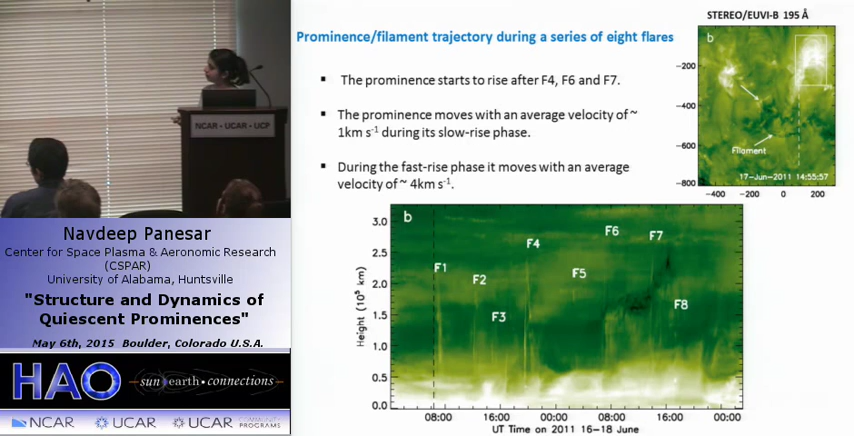 STEREO/EUVI-B 195 Å
Prominence/filament trajectory during a series of eight flares
▪ The prominence starts to rise after F4, F6 and F7.
▪ The prominence moves with an average velocity of ~
1km s⁻¹ during its slow-rise phase.
▪ During the fast-rise phase it moves with an average
velocity of ~ 4km s⁻¹.
b
-200
-400
-600
-800
Filament
17-Jun-2011 14:55:57
-400 -200 0 200
NCAR • UCAR • UCP
Navdeep Panesar
Center for Space Plasma & Aeronomic Research
(CSPAR)
University of Alabama, Huntsville
"Structure and Dynamics of
Quiescent Prominences"
May 6th, 2015 Boulder, Colorado U.S.A.
HAO
sun earth • connections
NCAR UCAR UCAR COMMUNITY
PROGRAMS
b
F1 F2 F3 F4 F5 F6 F7 F8
Height (10⁵ km)
3.0
2.5
2.0
1.5
1.0
0.5
0.0
08:00 16:00 00:00 08:00 16:00 00:00
UT Time on 2011 16-18 June